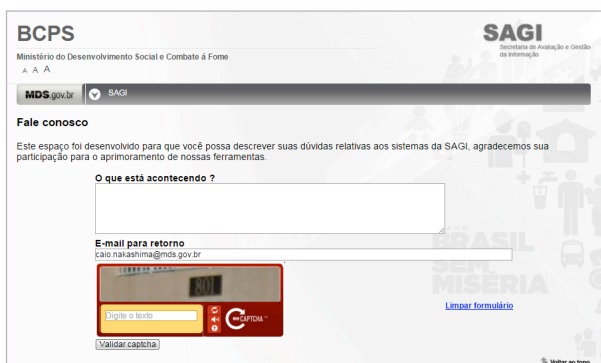 BCPS
SAGI
Secretaria de Avaliação e Gestão
da Informação
Ministério do Desenvolvimento Social e Combate á Fome
A A A
MDS.gov.br SAGI
Fale conosco
Este espaço foi desenvolvido para que você possa descrever suas dúvidas relativas aos sistemas da SAGI, agradecemos sua
participação para o aprimoramento de nossas ferramentas.
O que está acontecendo ?
BRASIL
SEM
MISÉRIA
E-mail para retorno
caio.nakashima@mds.gov.br
801
Digite o texto
reCAPTCHA™
Limpar formulário
Validar captcha
Voltar ao topo